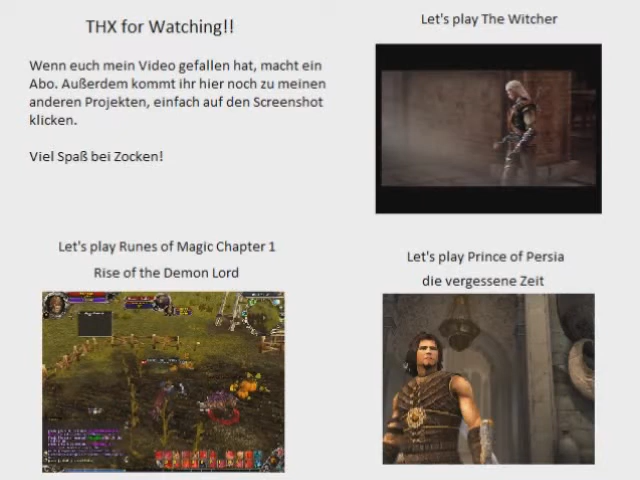 THX for Watching!!
Wenn euch mein Video gefallen hat, macht ein
Abo. Außerdem kommt ihr hier noch zu meinen
anderen Projekten, einfach auf den Screenshot
klicken.
Viel Spaß bei Zocken!
Let's play The Witcher
Let's play Runes of Magic Chapter 1
Rise of the Demon Lord
Let's play Prince of Persia
die vergessene Zeit